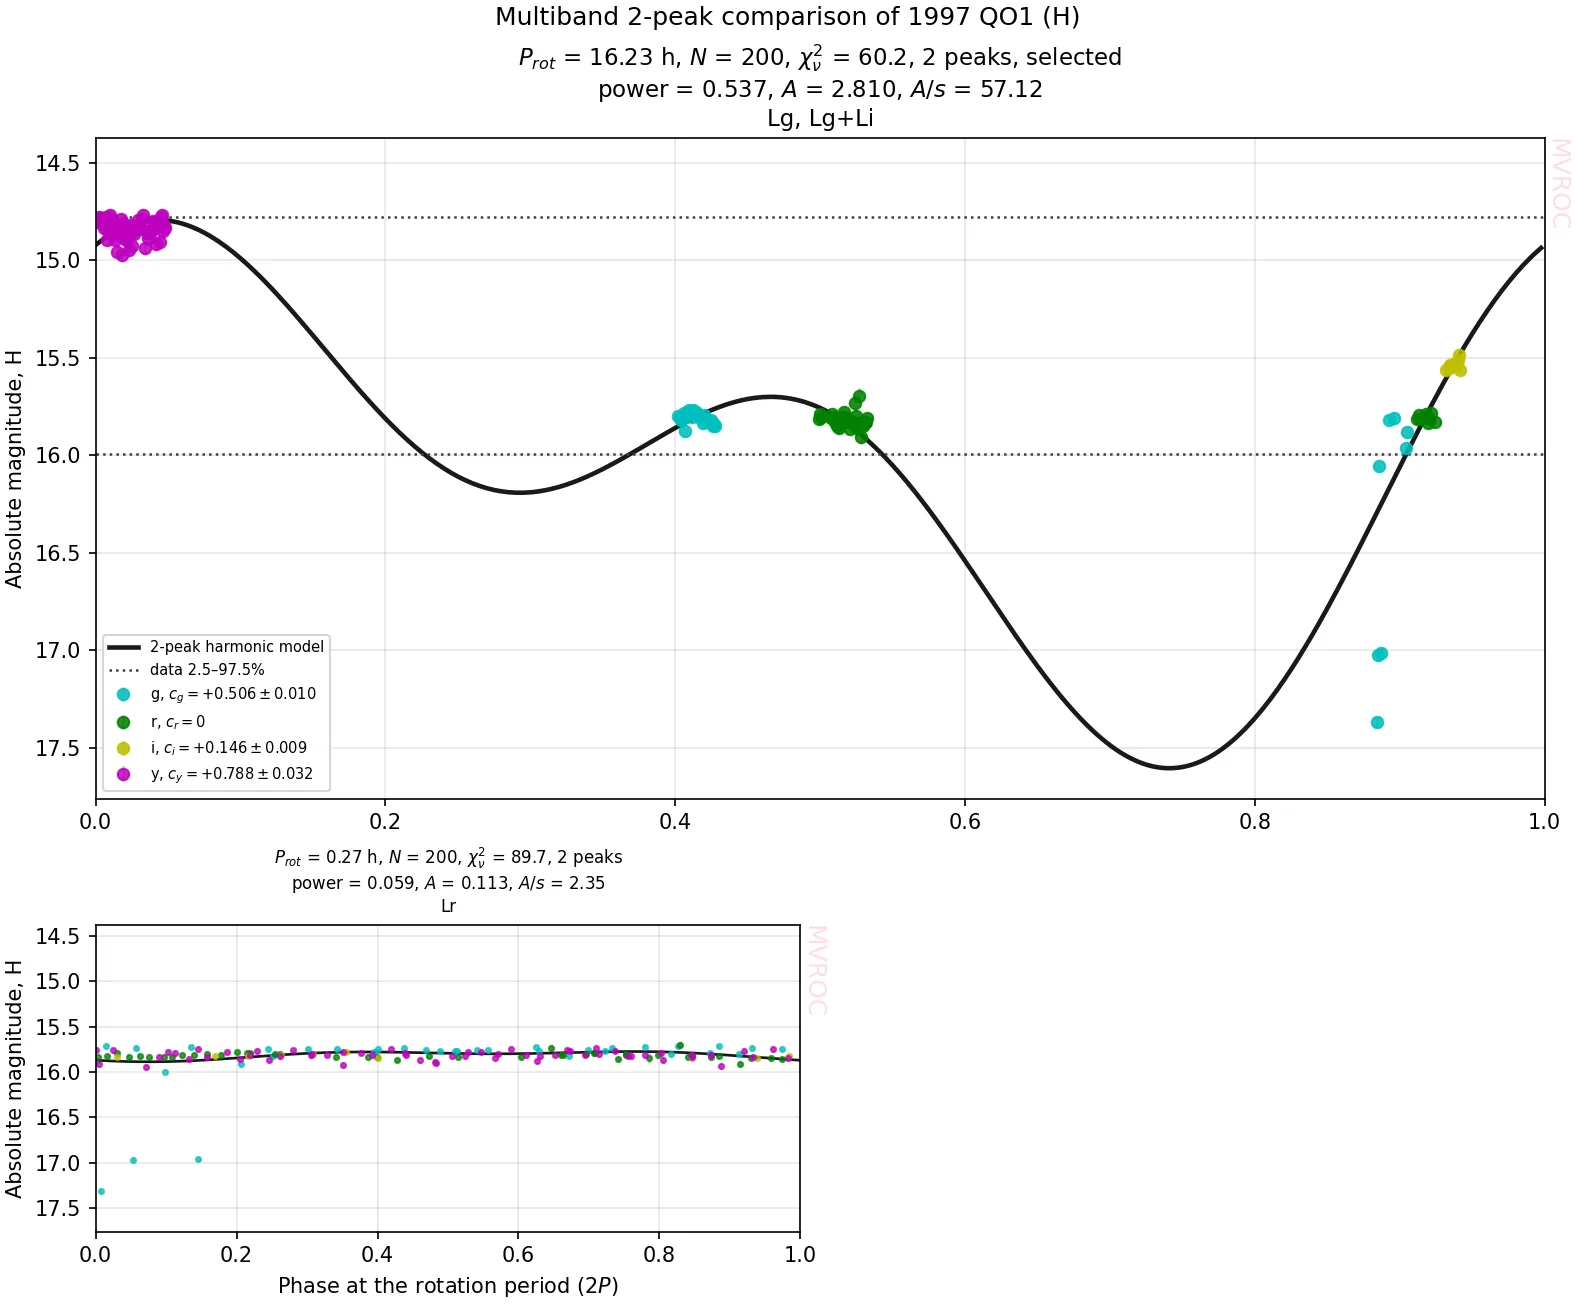 Multiband 2-peak comparison of 1997 QO1 (H)
P_rot = 16.23 h, N = 200, χ²_ν = 60.2, 2 peaks, selected
power = 0.537, A = 2.810, A/s = 57.12
Lg, Lg+Li
MVROC
Absolute magnitude, H
14.5
15.0
15.5
16.0
16.5
17.0
17.5
2-peak harmonic model
data 2.5–97.5%
g, c_g = +0.506 ± 0.010
r, c_r = 0
i, c_i = +0.146 ± 0.009
y, c_y = +0.788 ± 0.032
0.0 0.2 0.4 0.6 0.8 1.0
P_rot = 0.27 h, N = 200, χ²_ν = 89.7, 2 peaks
power = 0.059, A = 0.113, A/s = 2.35
Lr
MVROC
Absolute magnitude, H
14.5
15.0
15.5
16.0
16.5
17.0
17.5
0.0 0.2 0.4 0.6 0.8 1.0
Phase at the rotation period (2P)